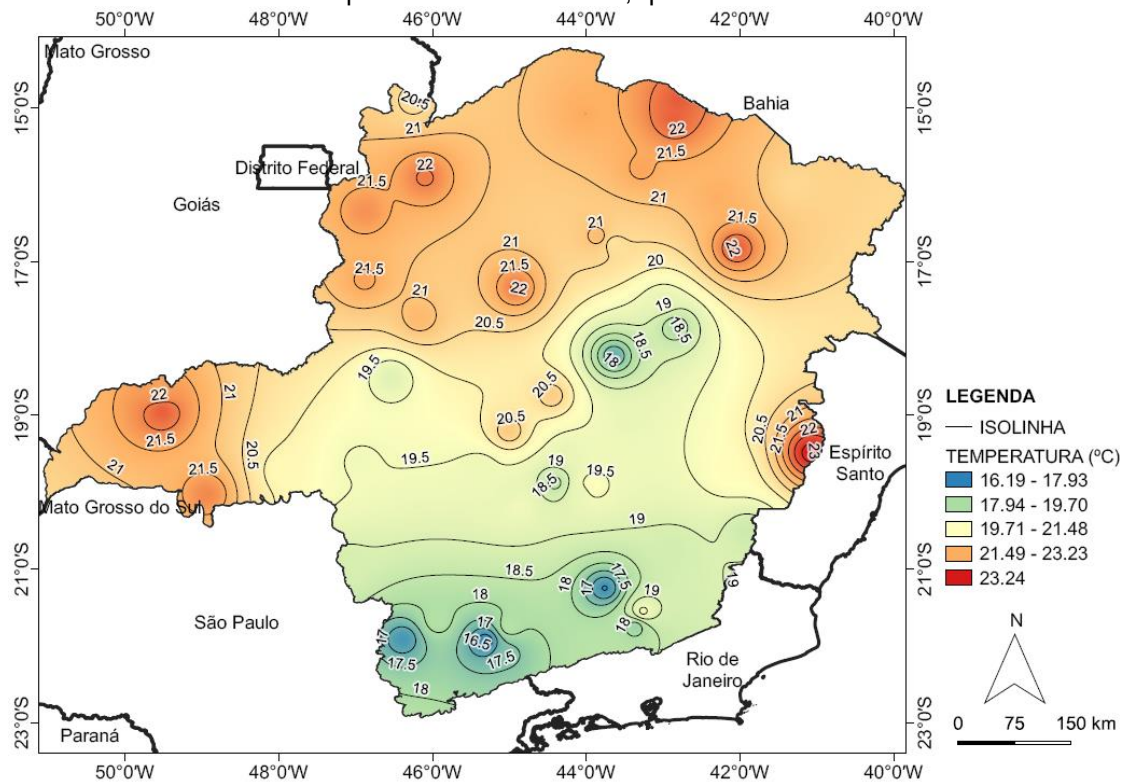 50°0'W
48°0'W
46°0'W
44°0'W
42°0'W
40°0'W
Mato Grosso
15°0'S
20.5
Bahia
15°0'S
21
22
22
21.5
Distrito Federal
21.5
Goiás
21
21.5
21
22
17°0'S
21
21.5
20
17°0'S
21.5
22
21
20.5
19
18.5
18.5
18
19.5
20.5
22
21
19°0'S
20.5
21
19°0'S
21.5
20.5
20.5
21.5
22
23
21
21.5
19.5
19
19.5
18.5
Espírito
Santo
Mato Grosso do Sul
19
21°0'S
18.5
18
17
17.5
19
19
21°0'S
18
São Paulo
17
17
16.5
18
17.5
17.5
Rio de
Janeiro
18
23°0'S
Paraná
23°0'S
50°0'W
48°0'W
46°0'W
44°0'W
42°0'W
40°0'W
LEGENDA
ISOLINHA
TEMPERATURA (ºC)
16.19 - 17.93
17.94 - 19.70
19.71 - 21.48
21.49 - 23.23
23.24
N
0 75 150 km